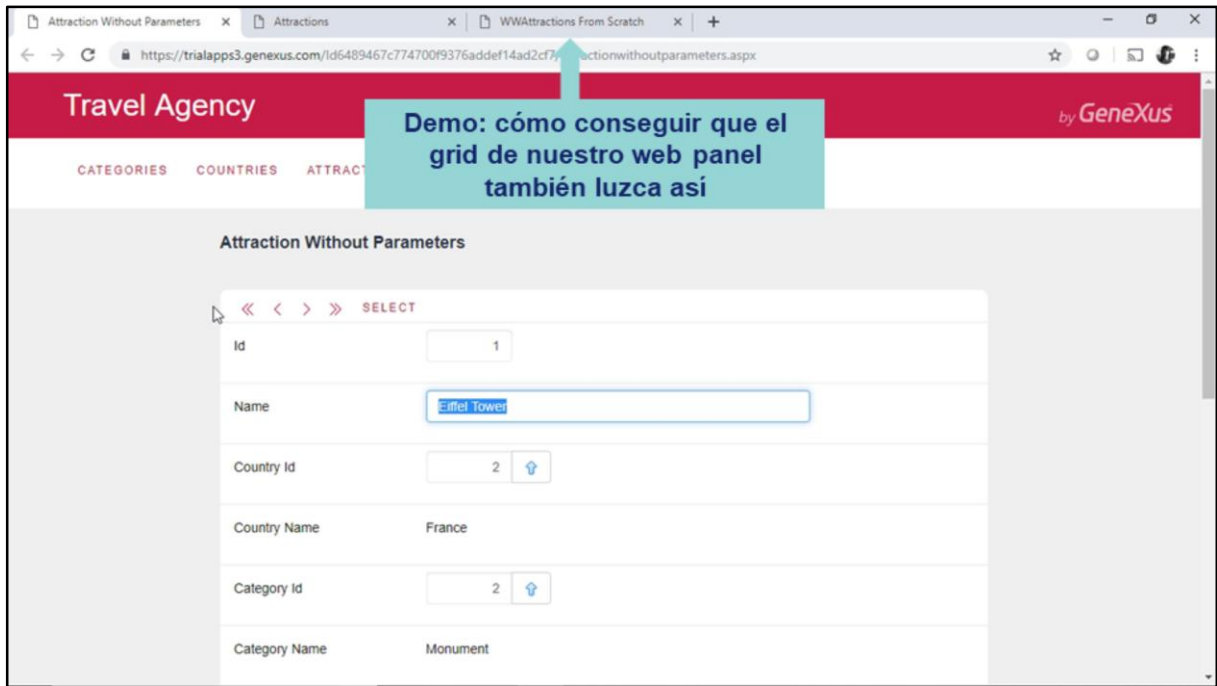 Attraction Without Parameters
Attractions
WWAttractions From Scratch
https://trialapps3.genexus.com/Id6489467c774700f9376addef14ad2cf7/ ctionwithoutparameters.aspx
Travel Agency
by GeneXus
Demo: cómo conseguir que el
grid de nuestro web panel
también luzca así
CATEGORIES COUNTRIES ATTRACT
Attraction Without Parameters
SELECT
Id 1
Name Eiffel Tower
Country Id 2
Country Name France
Category Id 2
Category Name Monument